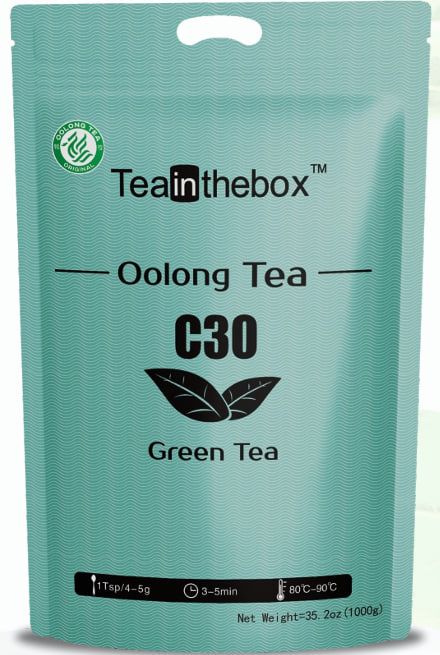 OOLONG TEA
ORIGINAL
Teainthebox™
Oolong Tea
C30
Green Tea
1Tsp/4-5g 3-5min 80℃-90℃
Net Weight=35.2oz(1000g)